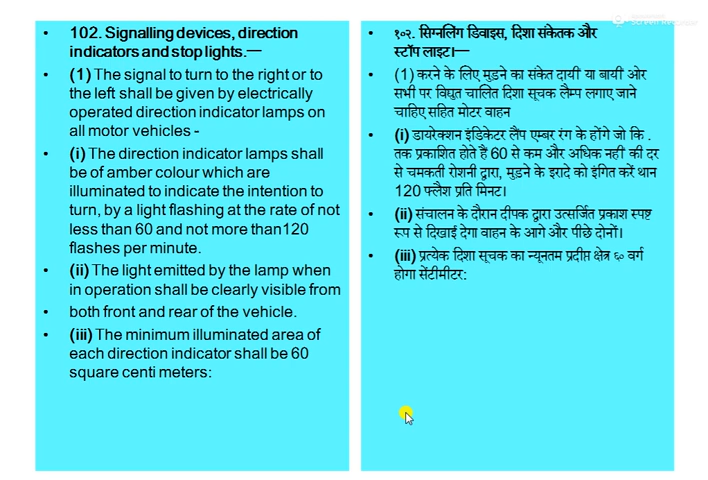 • 102. Signalling devices, direction
indicators and stop lights.—
• (1) The signal to turn to the right or to
the left shall be given by electrically
operated direction indicator lamps on
all motor vehicles -
• (i) The direction indicator lamps shall
be of amber colour which are
illuminated to indicate the intention to
turn, by a light flashing at the rate of not
less than 60 and not more than120
flashes per minute.
• (ii) The light emitted by the lamp when
in operation shall be clearly visible from
• both front and rear of the vehicle.
• (iii) The minimum illuminated area of
each direction indicator shall be 60
square centi meters:
• १०२. सिग्नलिंग डिवाइस, दिशा संकेतक और
स्टॉप लाइट।—
• (1) करने के लिए मुड़ने का संकेत दायीं या बायीं ओर
सभी पर विद्युत चालित दिशा सूचक लैम्प लगाए जाने
चाहिए सहित मोटर वाहन
• (i) डायरेक्शन इंडिकेटर लैंप एम्बर रंग के होंगे जो कि .
तक प्रकाशित होते हैं 60 से कम और अधिक नहीं की दर
से चमकती रोशनी द्वारा, मुड़ने के इरादे को इंगित करें थान
120 फ्लैश प्रति मिनट।
• (ii) संचालन के दौरान दीपक द्वारा उत्सर्जित प्रकाश स्पष्ट
रूप से दिखाई देगा वाहन के आगे और पीछे दोनों।
• (iii) प्रत्येक दिशा सूचक का न्यूनतम प्रदीप्त क्षेत्र ६० वर्ग
होगा सेंटीमीटर:
Screen Recorder